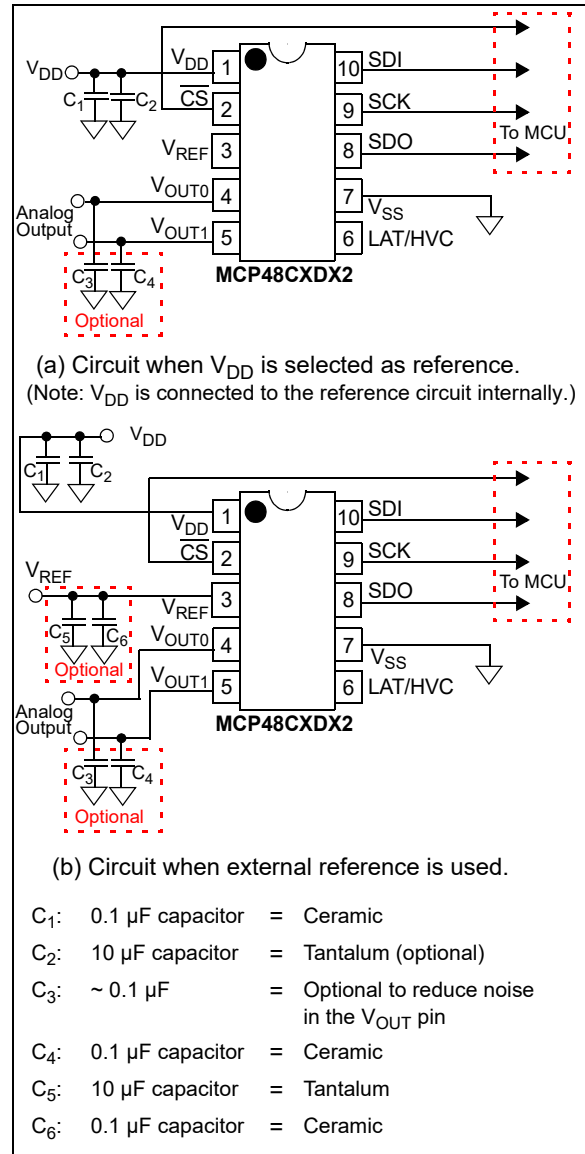 VDD
VDD
1
10
SDI
C1
C2
CS
2
9
SCK
To MCU
VREF
3
8
SDO
VOUT0
4
7
VSS
Analog
Output
VOUT1
5
6
LAT/HVC
C3
C4
Optional
MCP48CXDX2
(a) Circuit when VDD is selected as reference.
(Note: VDD is connected to the reference circuit internally.)
VDD
C1
C2
1
10
SDI
VDD
CS
2
9
SCK
To MCU
VREF
3
8
SDO
VREF
C5
C6
Optional
VOUT0
4
7
VSS
VOUT1
5
6
LAT/HVC
Analog
Output
MCP48CXDX2
C3
C4
Optional
(b) Circuit when external reference is used.
C1: 0.1 µF capacitor = Ceramic
C2: 10 µF capacitor = Tantalum (optional)
C3: ~ 0.1 µF = Optional to reduce noise
in the VOUT pin
C4: 0.1 µF capacitor = Ceramic
C5: 10 µF capacitor = Tantalum
C6: 0.1 µF capacitor = Ceramic